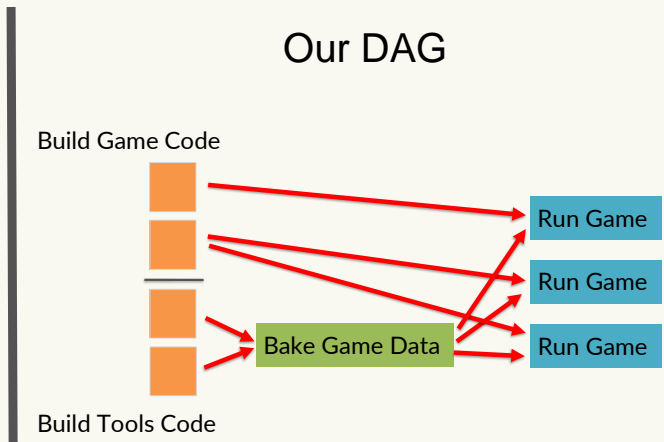 Our DAG
Build Game Code
Run Game
Run Game
Bake Game Data
Run Game
Build Tools Code